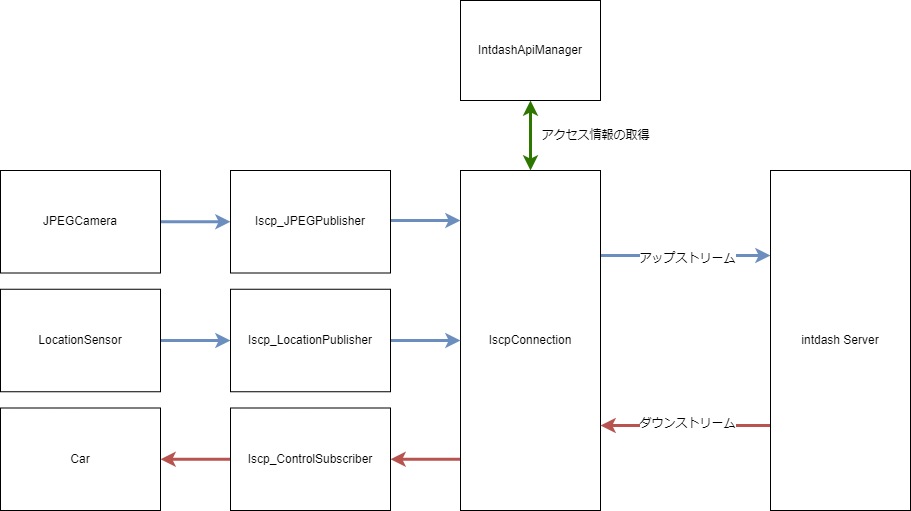 IntdashApiManager
アクセス情報の取得
JPEGCamera
Iscp_JPEGPublisher
アップストリーム
LocationSensor
Iscp_LocationPublisher
IscpConnection
intdash Server
ダウンストリーム
Car
Iscp_ControlSubscriber